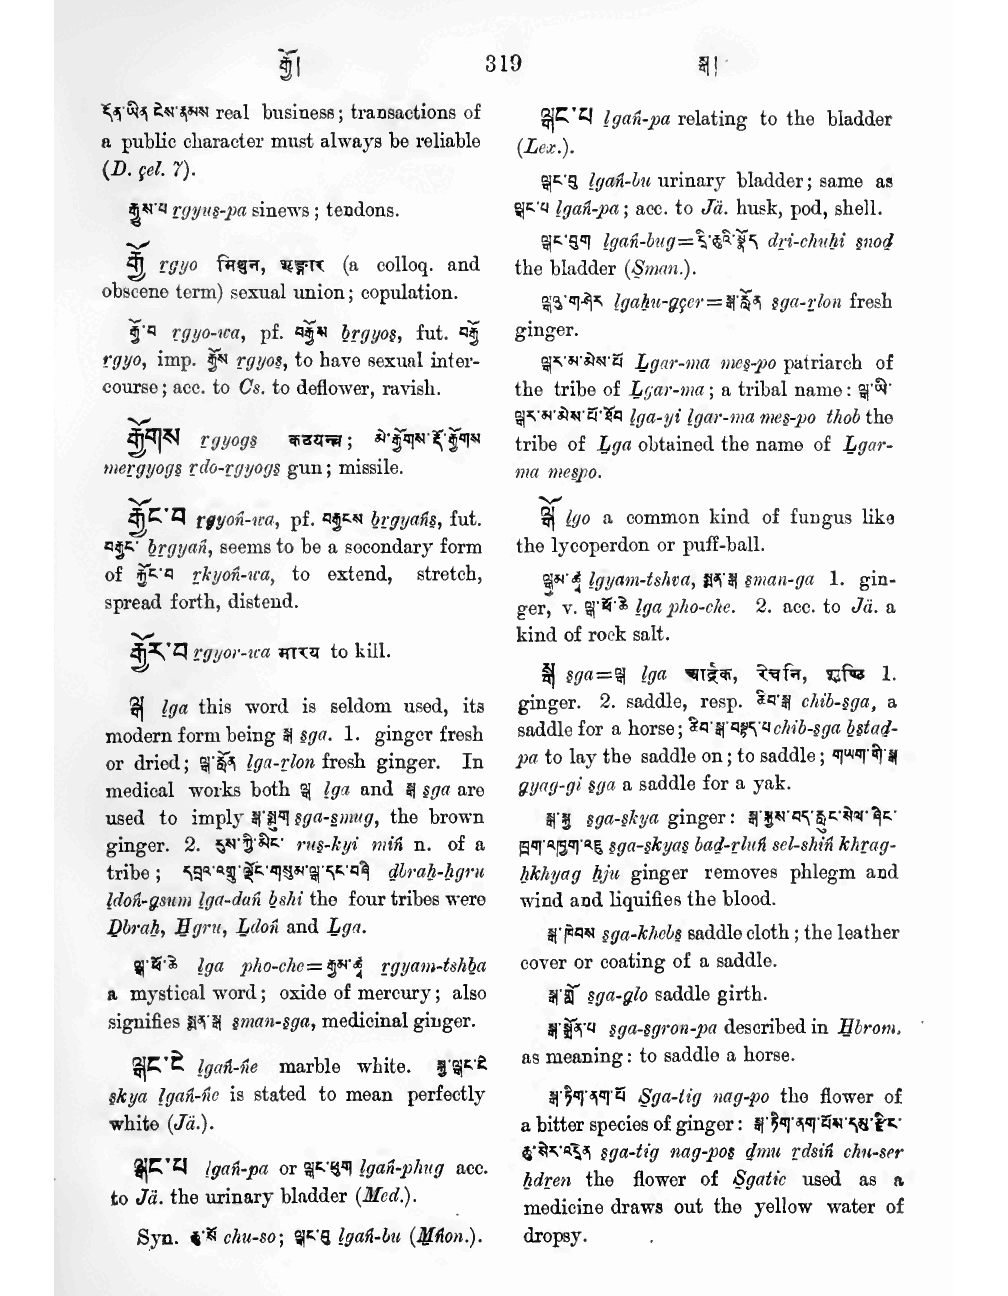 རྒྱོ། 319 སྒ།
དོན་ཡིན་ངེས་རྣམས real business; transactions of
a public character must always be reliable
(D. çel. 7).
རྒྱུས་པ rgyus-pa sinews; tendons.
རྒྱོ rgyo मिथुन, (a colloq. and
obscene term) sexual union; copulation.
རྒྱོ་བ rgyo-wa, pf. བརྒྱོས brgyos, fut. བརྒྱོ
rgyo, imp. རྒྱོས rgyos, to have sexual inter-
course; acc. to Cs. to deflower, ravish.
རྒྱོགས rgyogs कडयन्त्र; མེ་རྒྱོགས་རྡོ་རྒྱོགས
mergyogs rdo-rgyogs gun; missile.
རྒྱོང་བ rgyoṅ-wa, pf. བརྒྱངས brgyaṅs, fut.
བརྒྱང་ brgyaṅ, seems to be a secondary form
of རྐྱོང་བ rkyoṅ-wa, to extend, stretch,
spread forth, distend.
རྒྱོར་བ rgyor-wa मारय to kill.
ལྒ lga this word is seldom used, its
modern form being སྒ sga. 1. ginger fresh
or dried; ལྒ་རློན lga-rlon fresh ginger. In
medical works both ལྒ lga and སྒ sga are
used to imply སྒ་སྨུག sga-smug, the brown
ginger. 2. རུས་ཀྱི་མིང་ rus-kyi miṅ n. of a
tribe; དབྲའ་འགྲུ་ལྡོང་གསུམ་ལྒ་དང་བཞི dbraḥ-ḥgru
ldoṅ-gsum lga-daṅ bshi the four tribes were
Dbraḥ, Ḥgru, Ldoṅ and Lga.
ལྒ་ཕོ་ཆེ lga pho-che=རྒྱམ་ཚྭ rgyam-tshba
a mystical word; oxide of mercury; also
signifies སྨན་སྒ sman-sga, medicinal ginger.
ལྒང་ངེ lgaṅ-ṅe marble white. སྐྱ་ལྒང་ངེ
skya lgaṅ-ṅe is stated to mean perfectly
white (Jä.).
ལྒང་པ lgaṅ-pa or ལྒང་ཕུག lgaṅ-phug acc.
to Jä. the urinary bladder (Med.).
Syn. ཆུ་སོ chu-so; ལྒང་བུ lgaṅ-bu (Mṅon.).
ལྒང་པ lgaṅ-pa relating to the bladder
(Lex.).
ལྒང་བུ lgaṅ-bu urinary bladder; same as
ལྒང་པ lgaṅ-pa; acc. to Jä. husk, pod, shell.
ལྒང་བུག lgaṅ-bug=དྲི་ཆུའི་སྣོད dri-chuḥi snod
the bladder (Sman.).
ལྒའུ་གཤེར lgaḥu-gçer=སྒ་རློན sga-rlon fresh
ginger.
ལྒར་མ་མེས་པོ Lgar-ma mes-po patriarch of
the tribe of Lgar-ma; a tribal name: ལྒ་ཡི་
ལྒར་མ་མེས་པོ་ཐོབ lga-yi lgar-ma mes-po thob the
tribe of Lga obtained the name of Lgar-
ma mespo.
ལྒོ lgo a common kind of fungus like
the lycoperdon or puff-ball.
ལྒྱམ་ཚྭ lgyam-tshva, སྨན་སྒ sman-ga 1. gin-
ger, v. ལྒ་ཕོ་ཆེ lga pho-che. 2. acc. to Jä. a
kind of rock salt.
སྒ sga=ལྒ lga आर्द्रक, रेचनि, 1.
ginger. 2. saddle, resp. ཆིབ་སྒ chib-sga, a
saddle for a horse; ཆིབ་སྒ་བསྟད་པ chib-sga bstad-
pa to lay the saddle on; to saddle; གཡག་གི་སྒ
gyag-gi sga a saddle for a yak.
སྒ་སྐྱ sga-skya ginger: སྒ་སྐྱས་བད་རླུང་སེལ་ཞིང་
ཁྲག་འཁྱག་འཇུ sga-skyas bad-rluṅ sel-shiṅ khrag-
ḥkhyag ḥju ginger removes phlegm and
wind and liquifies the blood.
སྒ་ཁེབས sga-khebs saddle cloth; the leather
cover or coating of a saddle.
སྒ་གློ sga-glo saddle girth.
སྒ་སྒྲོན་པ sga-sgron-pa described in Ḥbrom.
as meaning: to saddle a horse.
སྒ་ཏིག་ནག་པོ Sga-tig nag-po the flower of
a bitter species of ginger: སྒ་ཏིག་ནག་པོས་དམུ་རྫིང་
ཆུ་སེར་འདྲེན sga-tig nag-pos dmu rdsiṅ chu-ser
ḥdren the flower of Sgatic used as a
medicine draws out the yellow water of
dropsy.